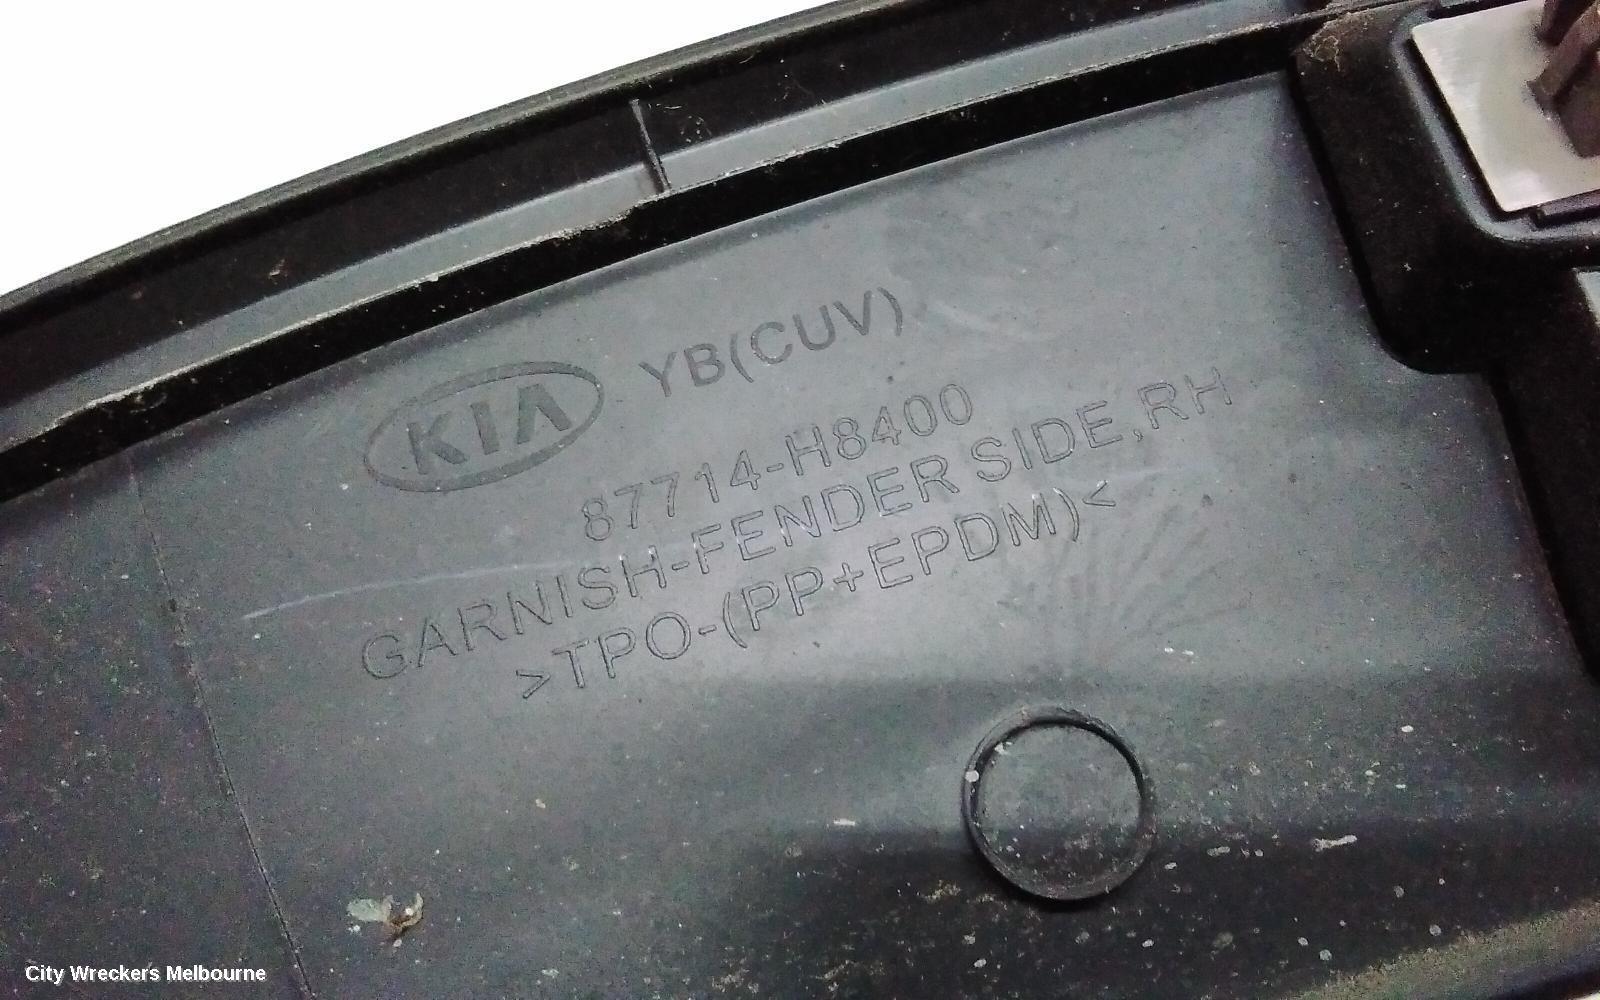 KIA YB(CUV)
87714-H8400
GARNISH-FENDER SIDE,RH
>TPO-(PP+EPDM)<
City Wreckers Melbourne